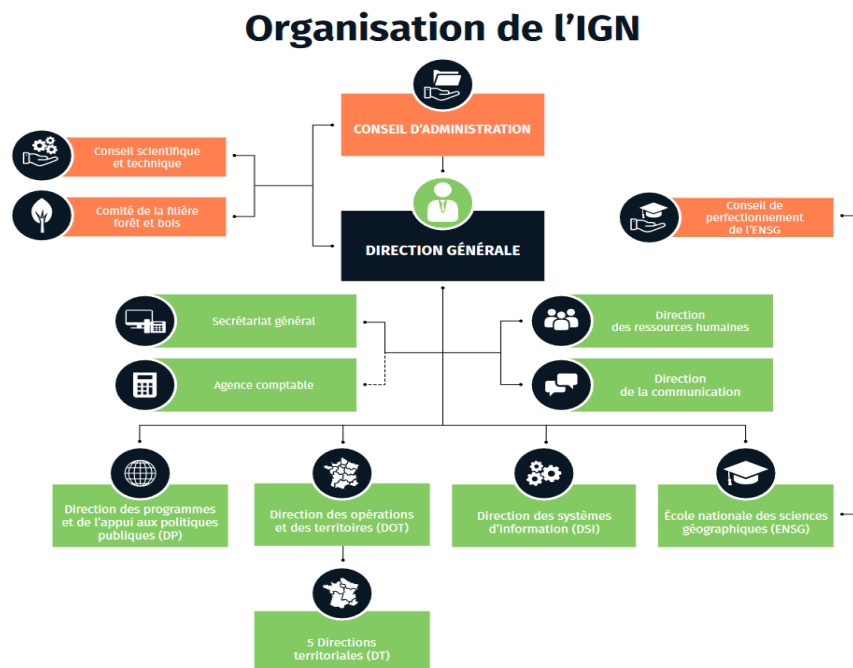 Organisation de l'IGN
CONSEIL D'ADMINISTRATION
Conseil scientifique
et technique
Comité de la filière
forêt et bois
Conseil de
perfectionnement
de l'ENSG
DIRECTION GÉNÉRALE
Secrétariat général
Direction
des ressources humaines
Agence comptable
Direction
de la communication
Direction des programmes
et de l'appui aux politiques
publiques (DP)
Direction des opérations
et des territoires (DOT)
Direction des systèmes
d'information (DSI)
École nationale des sciences
géographiques (ENSG)
5 Directions
territoriales (DT)